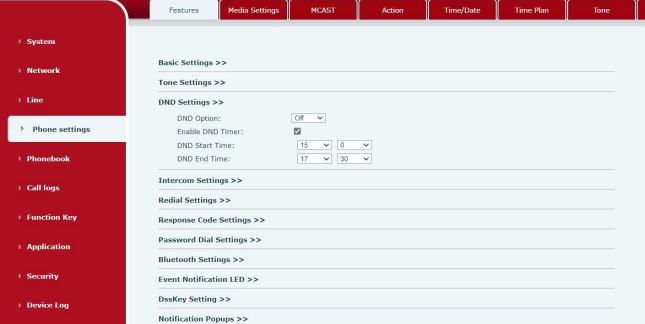 Features Media Settings MCAST Action Time/Date Time Plan Tone
› System
› Network
› Line
› Phone settings
› Phonebook
› Call logs
› Function Key
› Application
› Security
› Device Log
Basic Settings >>
Tone Settings >>
DND Settings >>
DND Option: Off
Enable DND Timer:
DND Start Time: 15 0
DND End Time: 17 30
Intercom Settings >>
Redial Settings >>
Response Code Settings >>
Password Dial Settings >>
Bluetooth Settings >>
Event Notification LED >>
DssKey Setting >>
Notification Popups >>